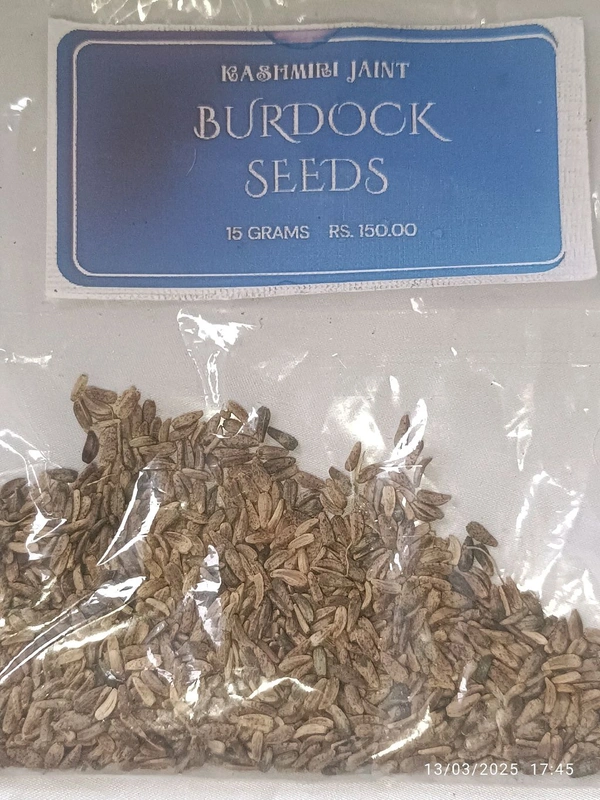 KASHMIRI JAINT
BURDOCK
SEEDS
15 GRAMS RS. 150.00
13/03/2025 17:45